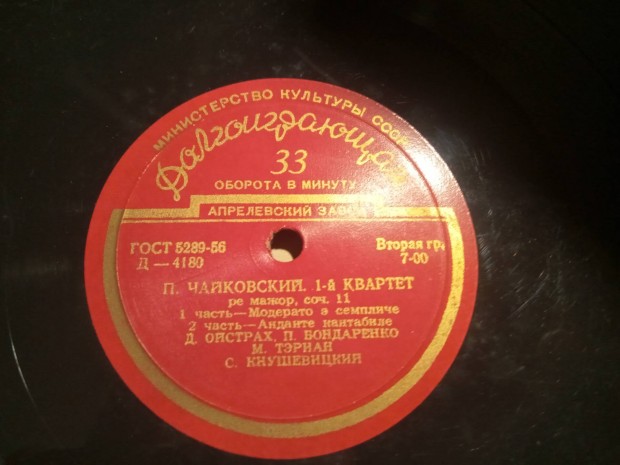 МИНИСТЕРСТВО КУЛЬТУРЫ СССР
Долгоиграющая
33
ОБОРОТА В МИНУТУ
АПРЕЛЕВСКИЙ ЗАВОД
ГОСТ 5289-56
Д — 4180
Вторая гр.
7-00
П. ЧАЙКОВСКИЙ. 1-й КВАРТЕТ
ре мажор, соч. 11
1 часть—Модерато э семпличе
2 часть—Анданте кантабиле
Д. ОЙСТРАХ, П. БОНДАРЕНКО
М. ТЭРИАН
С. КНУШЕВИЦКИЙ